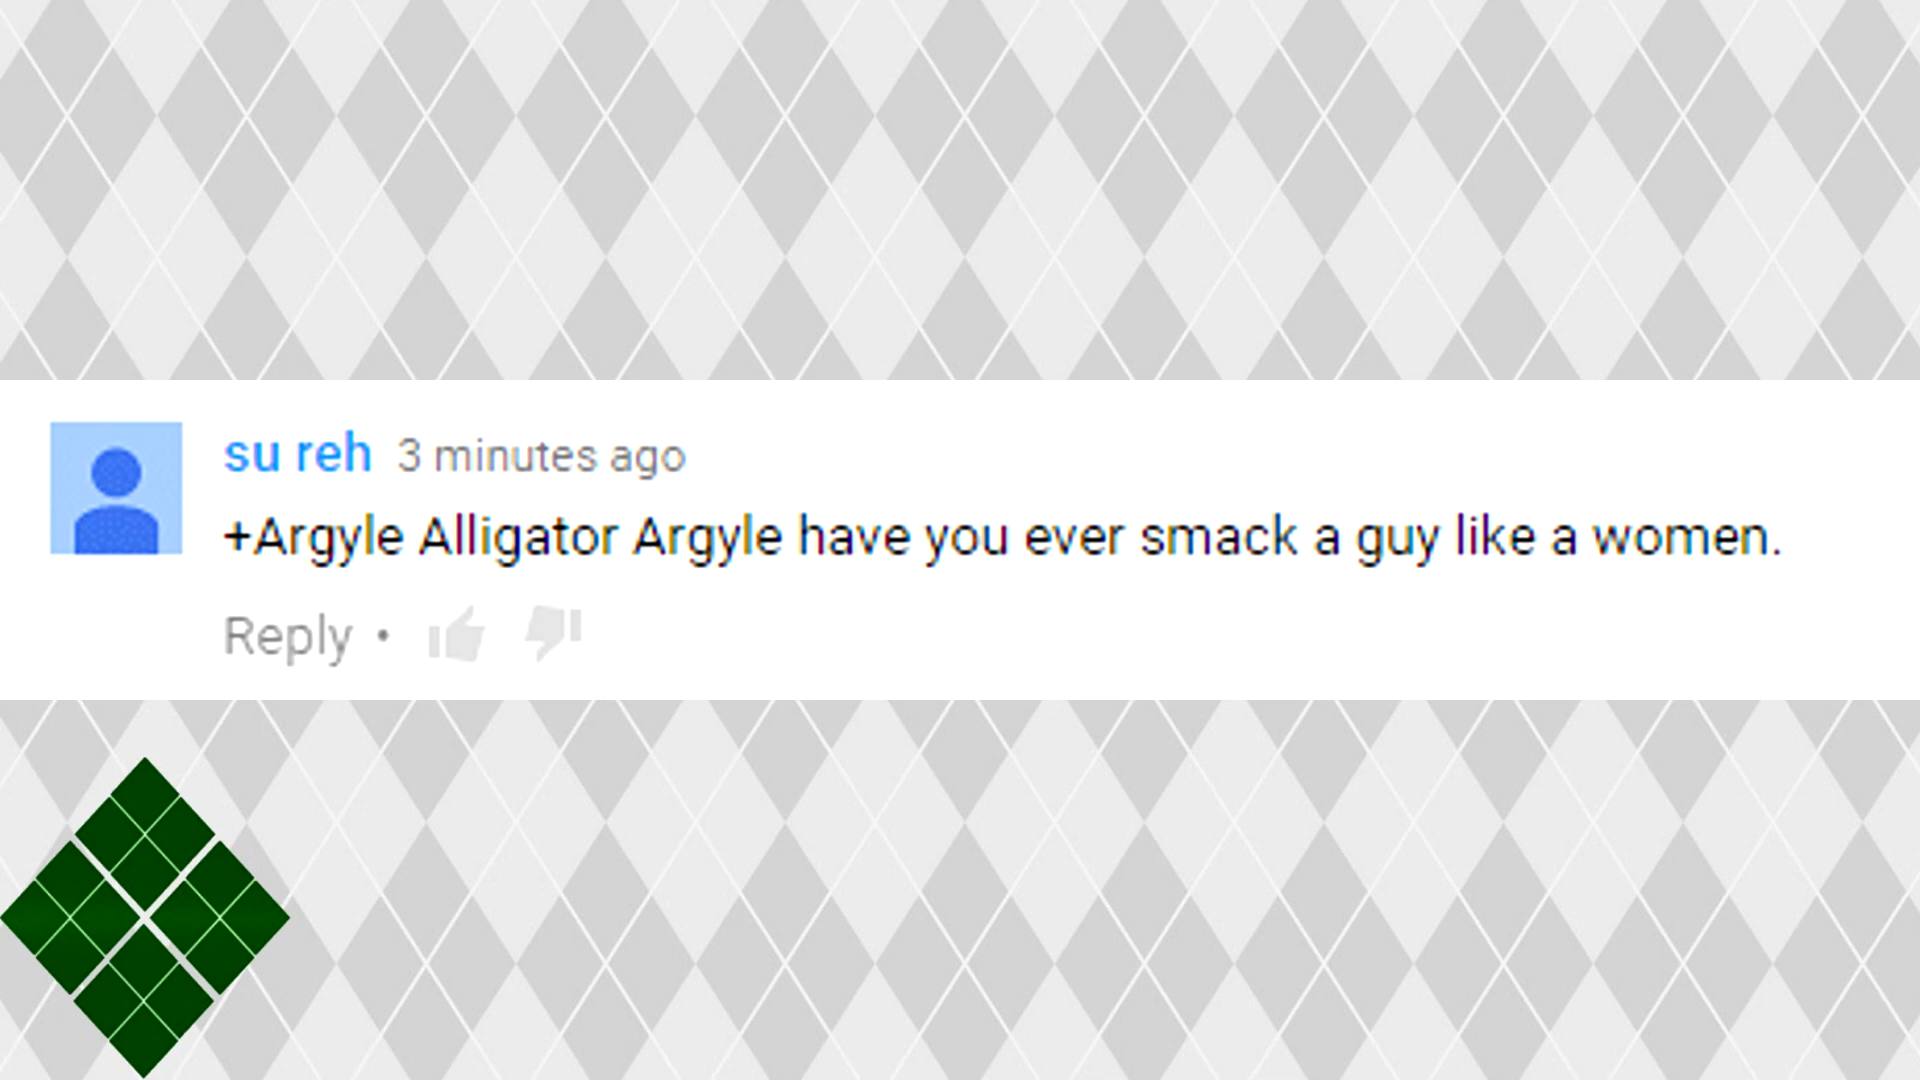 su reh 3 minutes ago
+Argyle Alligator Argyle have you ever smack a guy like a women.
Reply •